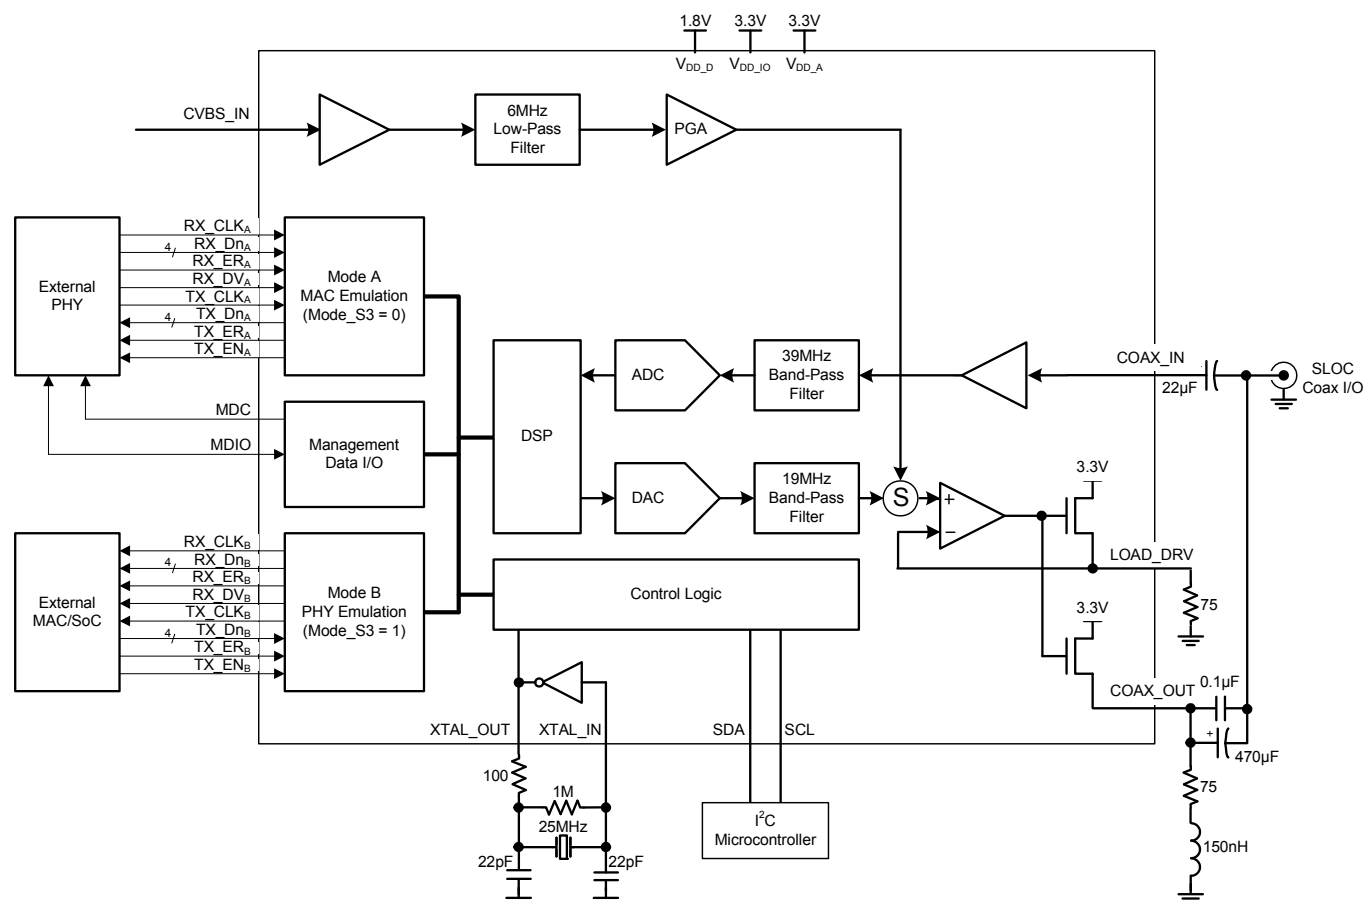 1.8V 3.3V 3.3V
VDD_D VDD_IO VDD_A
CVBS_IN
6MHz
Low-Pass
Filter
PGA
External
PHY
RX_CLKA
4/ RX_DnA
RX_ERA
RX_DVA
TX_CLKA
4/ TX_DnA
TX_ERA
TX_ENA
Mode A
MAC Emulation
(Mode_S3 = 0)
MDC
MDIO
Management
Data I/O
DSP
ADC
39MHz
Band-Pass
Filter
COAX_IN
22µF
SLOC
Coax I/O
DAC
19MHz
Band-Pass
Filter
S
+
−
3.3V
LOAD_DRV
75
External
MAC/SoC
RX_CLKB
4/ RX_DnB
RX_ERB
RX_DVB
TX_CLKB
4/ TX_DnB
TX_ERB
TX_ENB
Mode B
PHY Emulation
(Mode_S3 = 1)
Control Logic
3.3V
COAX_OUT
0.1µF
+
470µF
75
150nH
XTAL_OUT XTAL_IN
SDA SCL
100
1M
25MHz
22pF 22pF
I2C
Microcontroller